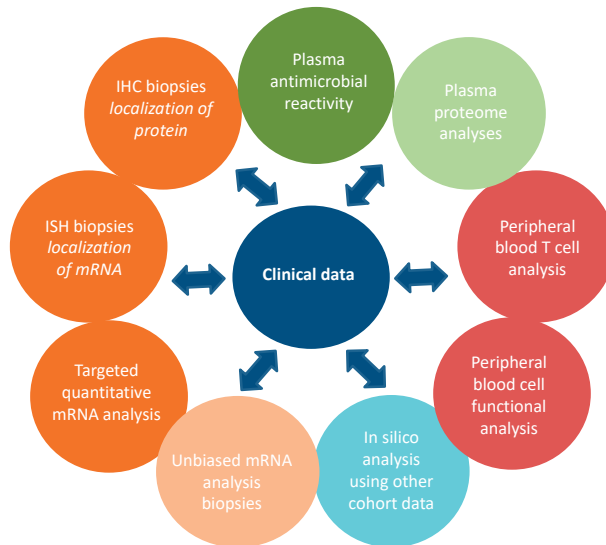 Plasma
antimicrobial
reactivity
Plasma
proteome
analyses
Peripheral
blood T cell
analysis
Peripheral
blood cell
functional
analysis
In silico
analysis
using other
cohort data
Unbiased mRNA
analysis
biopsies
Targeted
quantitative
mRNA analysis
ISH biopsies
localization
of mRNA
IHC biopsies
localization of
protein
Clinical data